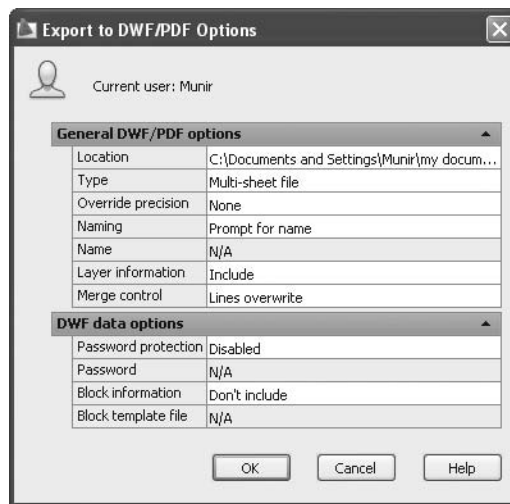 Export to DWF/PDF Options
Current user: Munir
General DWF/PDF options
Location C:\Documents and Settings\Munir\my docum...
Type Multi-sheet file
Override precision None
Naming Prompt for name
Name N/A
Layer information Include
Merge control Lines overwrite
DWF data options
Password protection Disabled
Password N/A
Block information Don't include
Block template file N/A
OK Cancel Help